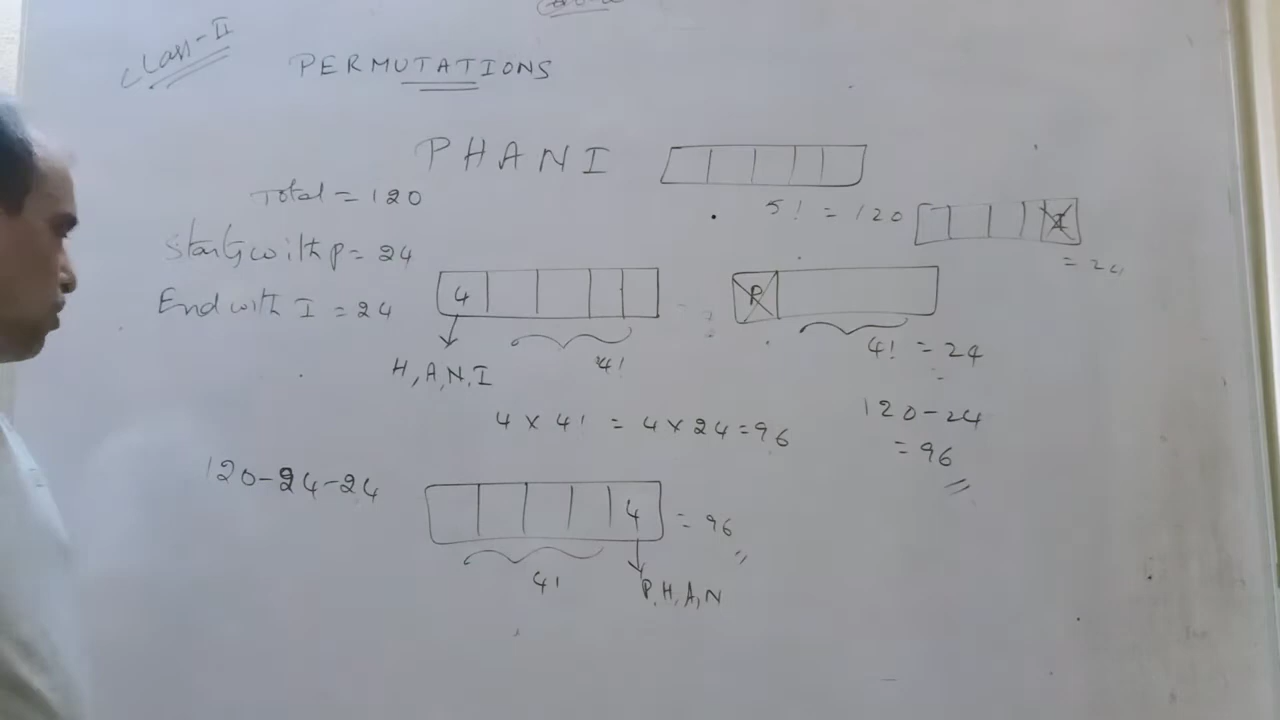 Class-II
PERMUTATIONS
PHANI
Total = 120
5! = 120
I
= 24
Starts with P = 24
End with I = 24
4
P
4!
4! = 24
H, A, N, I
4 x 4! = 4 x 24 = 96
120-24
= 96
120-24-24
4
= 96
4!
P, H, A, N